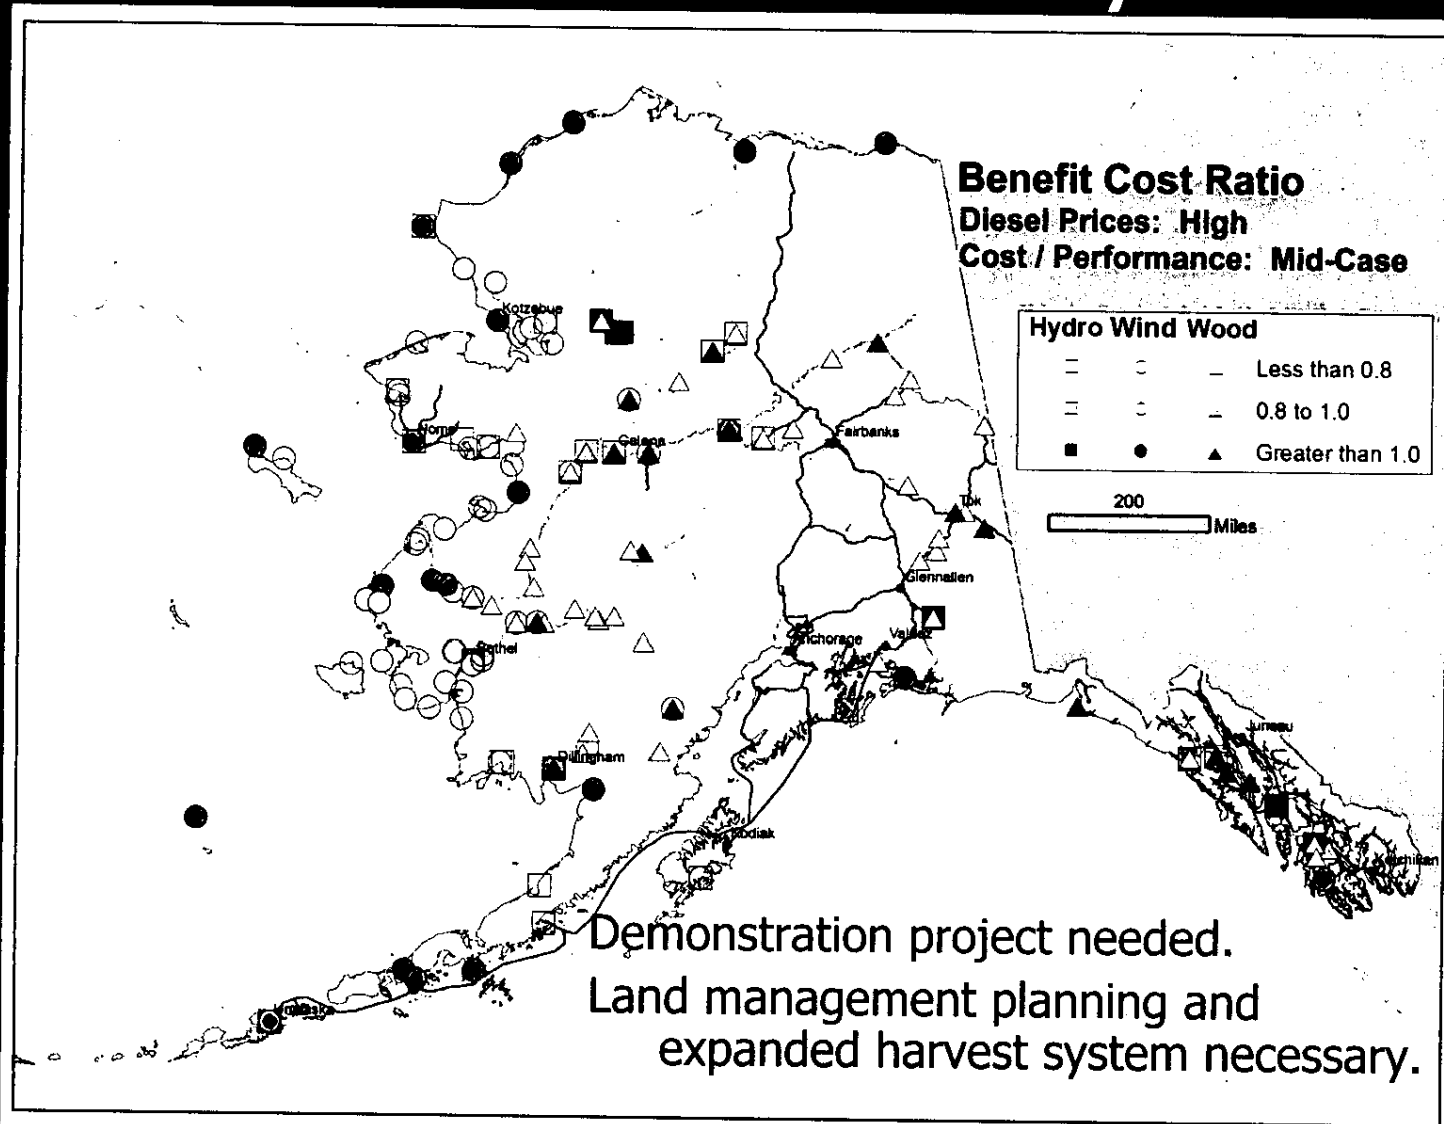 Benefit Cost Ratio
Diesel Prices: High
Cost / Performance: Mid-Case
Kotzebue
Hydro Wind Wood
Less than 0.8
0.8 to 1.0
Greater than 1.0
Nome
Galena
Fairbanks
200
Miles
Tok
Glennallen
Anchorage
Valdez
Bethel
Juneau
Dillingham
Kodiak
Ketchikan
Demonstration project needed.
Land management planning and
expanded harvest system necessary.